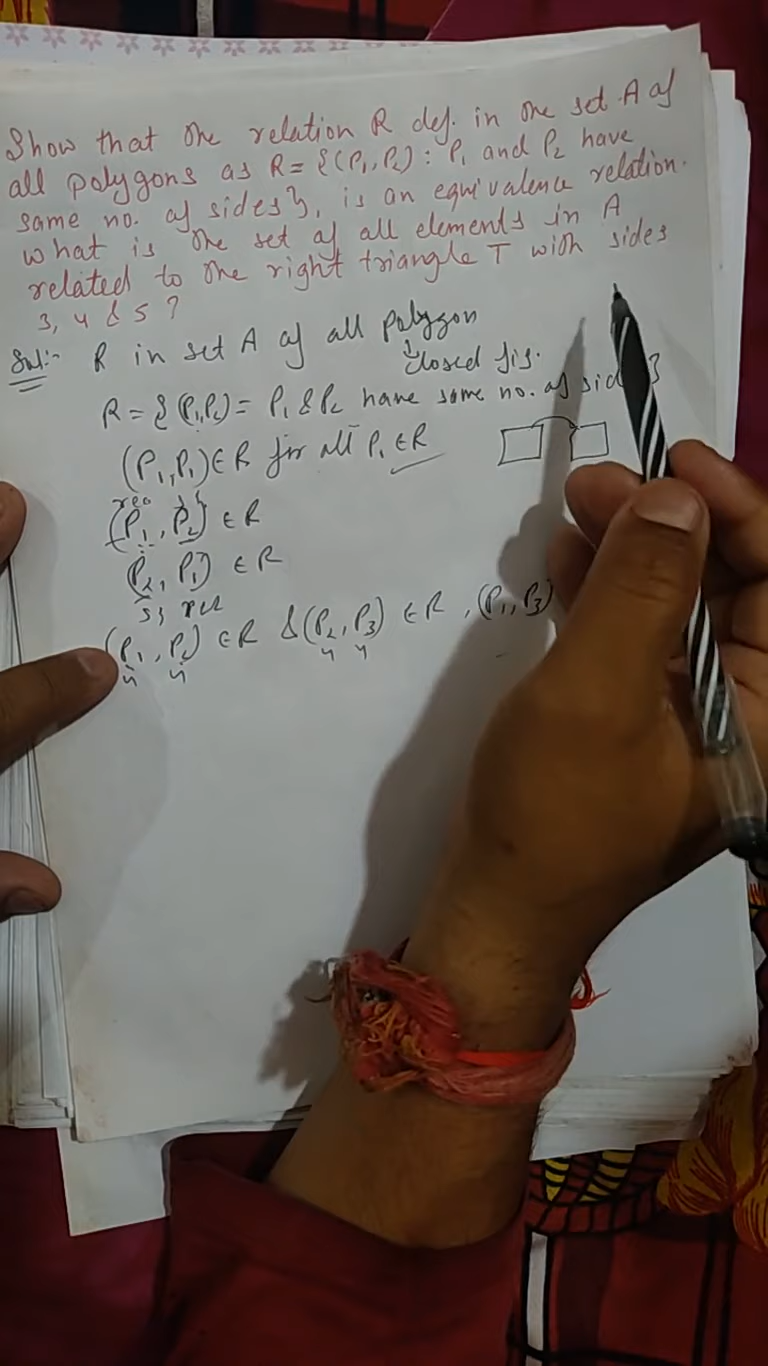 Show that the relation R def. in the set A of
all polygons as R = {(P₁, P₂) : P₁ and P₂ have
same no. of sides}, is an equivalence relation.
what is the set of all elements in A
related to the right triangle T with sides
3, 4 & 5 ?
Sol:- R in set A of all polygon
closed fig.
R = { (P₁,P₂) = P₁ & P₂ have same no. of sid }
(P₁,P₁) ∈ R for all P₁ ∈ R
(P₁, P₂) ∈ R
(P₂, P₁) ∈ R
(P₁, P₂) ∈ R & (P₂, P₃) ∈ R , (P₁, P₃)
4 4 4 4